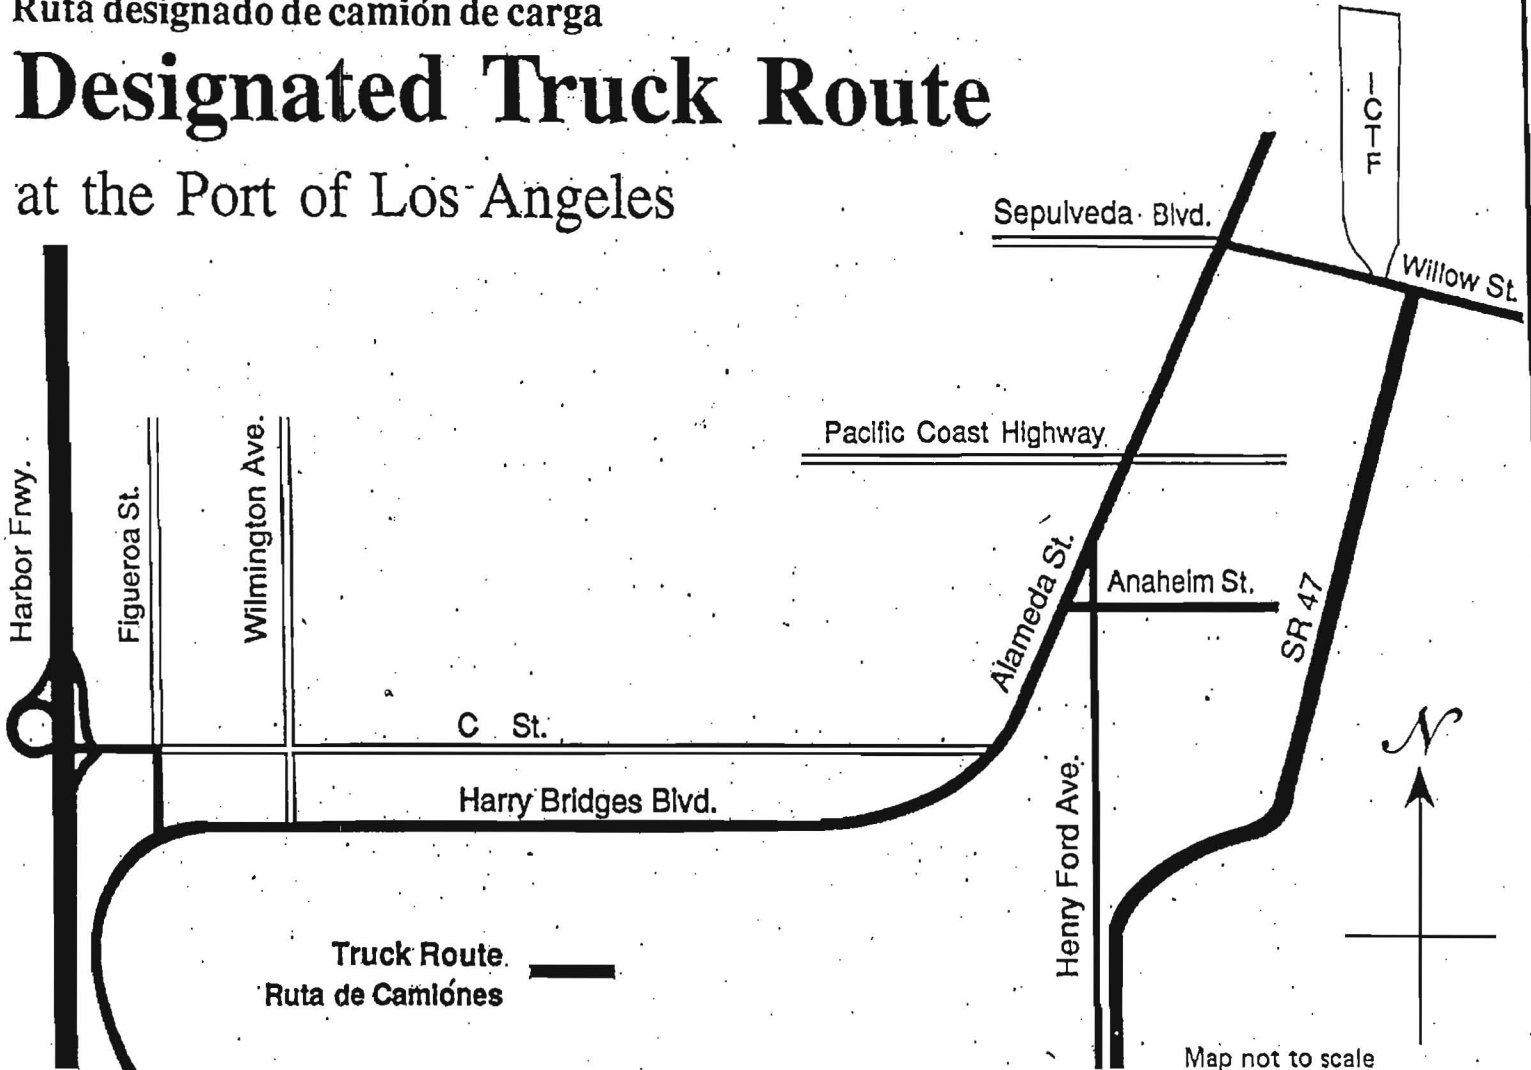 Ruta designado de camión de carga
Designated Truck Route
at the Port of Los Angeles
ICTF
Sepulveda Blvd.
Willow St.
Pacific Coast Highway
Harbor Frwy.
Figueroa St.
Wilmington Ave.
Alameda St.
Anaheim St.
SR 47
C St.
N
Harry Bridges Blvd.
Henry Ford Ave.
Truck Route
Ruta de Camiónes
Map not to scale